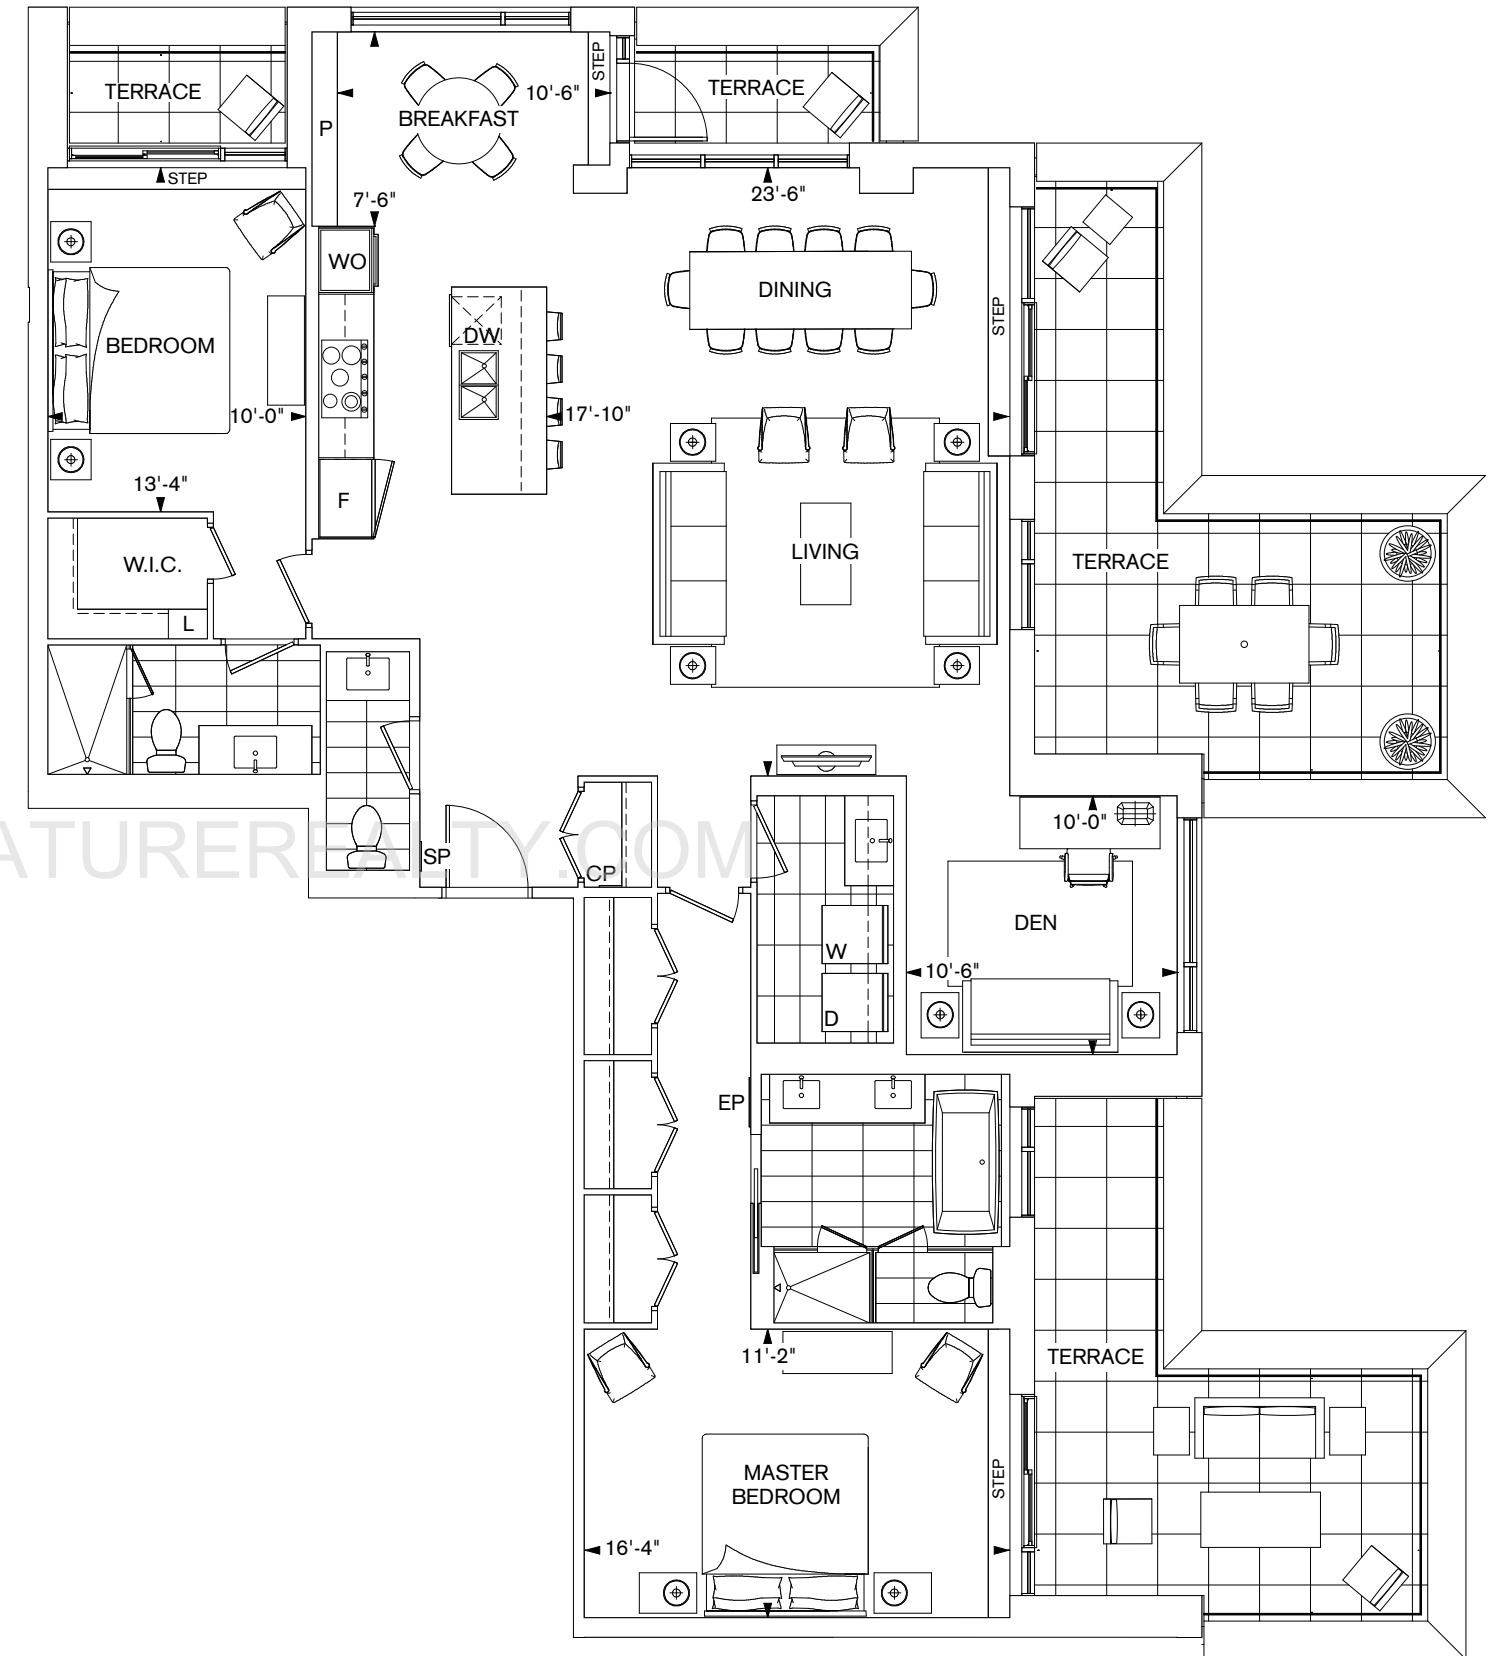 TERRACE
STEP
P
BREAKFAST
10'-6"
STEP
TERRACE
7'-6"
23'-6"
WO
BEDROOM
10'-0"
13'-4"
DW
17'-10"
DINING
STEP
F
W.I.C.
L
LIVING
TERRACE
SP
CP
ATUREREALTY.COM
W
D
10'-0"
DEN
10'-6"
EP
11'-2"
MASTER
BEDROOM
16'-4"
STEP
TERRACE